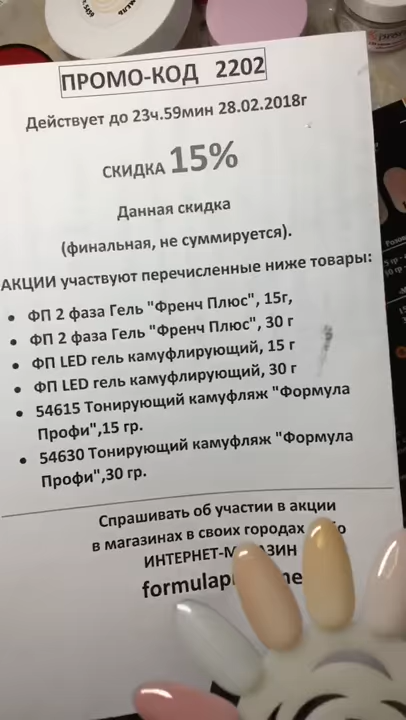 ПРОМО-КОД 2202
Действует до 23ч.59мин 28.02.2018г
СКИДКА 15%
Данная скидка
(финальная, не суммируется).
АКЦИИ участвуют перечисленные ниже товары:
• ФП 2 фаза Гель "Френч Плюс", 15г,
• ФП 2 фаза Гель "Френч Плюс", 30 г
• ФП LED гель камуфлирующий, 15 г
• ФП LED гель камуфлирующий, 30 г
• 54615 Тонирующий камуфляж "Формула
Профи",15 гр.
• 54630 Тонирующий камуфляж "Формула
Профи",30 гр.
Спрашивать об участии в акции
в магазинах в своих городах
ИНТЕРНЕТ-